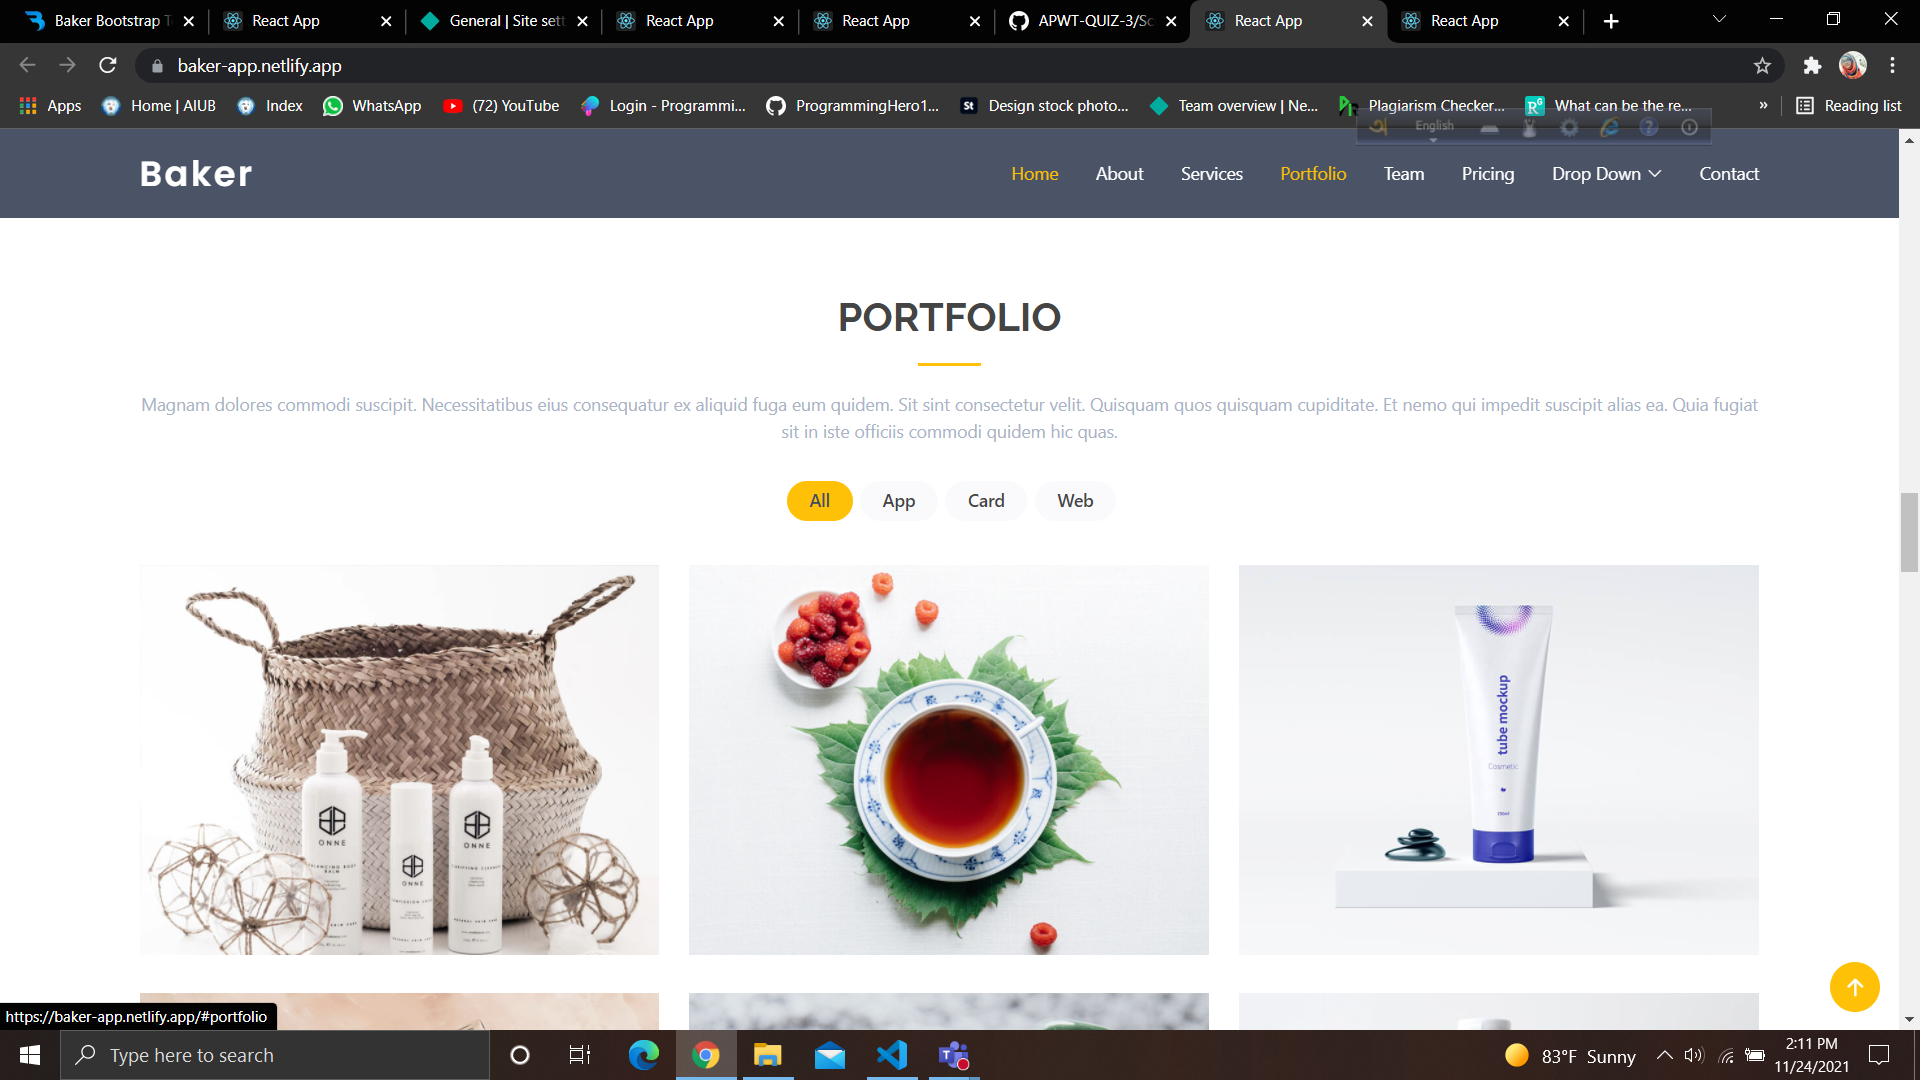 Baker Bootstrap T
React App
General | Site sett
React App
React App
APWT-QUIZ-3/Sc
React App
React App
baker-app.netlify.app
Apps
Home | AIUB
Index
WhatsApp
(72) YouTube
Login - Programmi...
ProgrammingHero1...
Design stock photo...
Team overview | Ne...
Plagiarism Checker...
What can be the re...
»
Reading list
English
Baker
Home
About
Services
Portfolio
Team
Pricing
Drop Down
Contact
PORTFOLIO
Magnam dolores commodi suscipit. Necessitatibus eius consequatur ex aliquid fuga eum quidem. Sit sint consectetur velit. Quisquam quos quisquam cupiditate. Et nemo qui impedit suscipit alias ea. Quia fugiat
sit in iste officiis commodi quidem hic quas.
All
App
Card
Web
ONNE
ONNE
ONNE
tube mockup
Cosmetic
https://baker-app.netlify.app/#portfolio
Type here to search
83°F Sunny
2:11 PM
11/24/2021